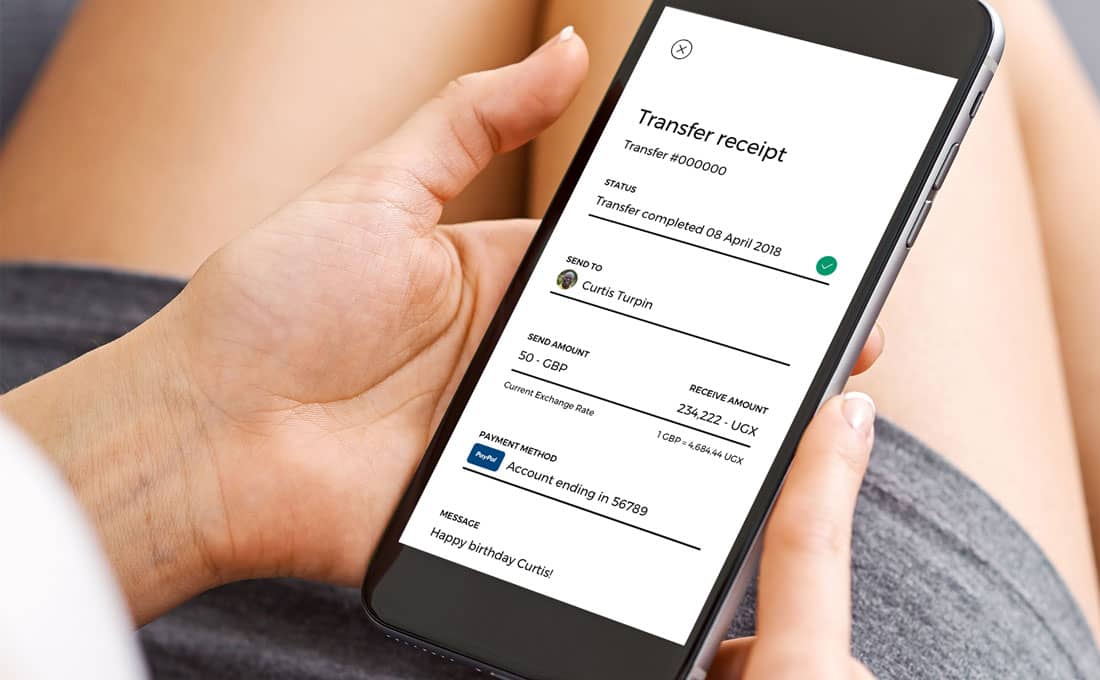 Transfer receipt
Transfer #000000
STATUS
Transfer completed 08 April 2018
SEND TO
Curtis Turpin
SEND AMOUNT
50 - GBP
RECEIVE AMOUNT
234,222 - UGX
Current Exchange Rate
1 GBP = 4,684.44 UGX
PAYMENT METHOD
PayPal
Account ending in 56789
MESSAGE
Happy birthday Curtis!